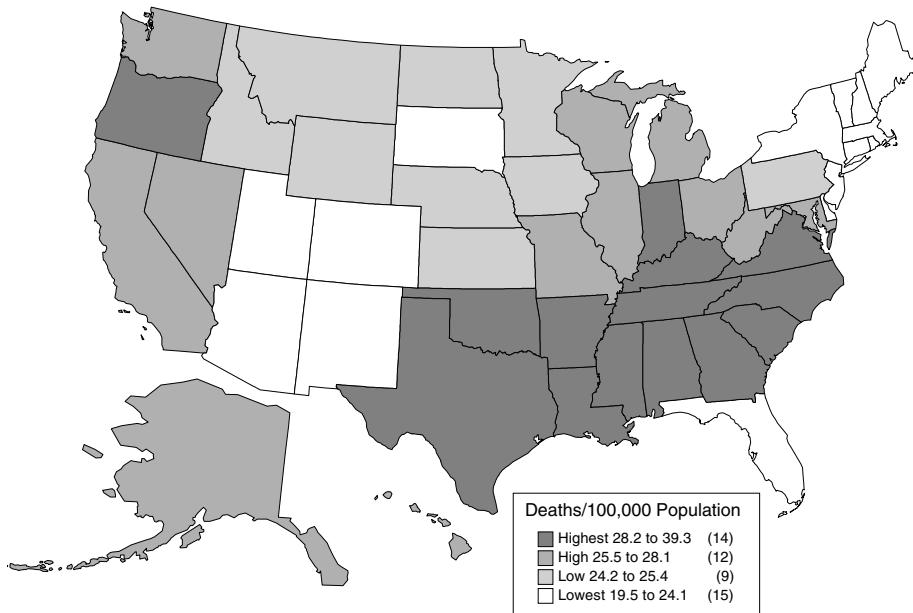 Deaths/100,000 Population
Highest 28.2 to 39.3 (14)
High 25.5 to 28.1 (12)
Low 24.2 to 25.4 (9)
Lowest 19.5 to 24.1 (15)